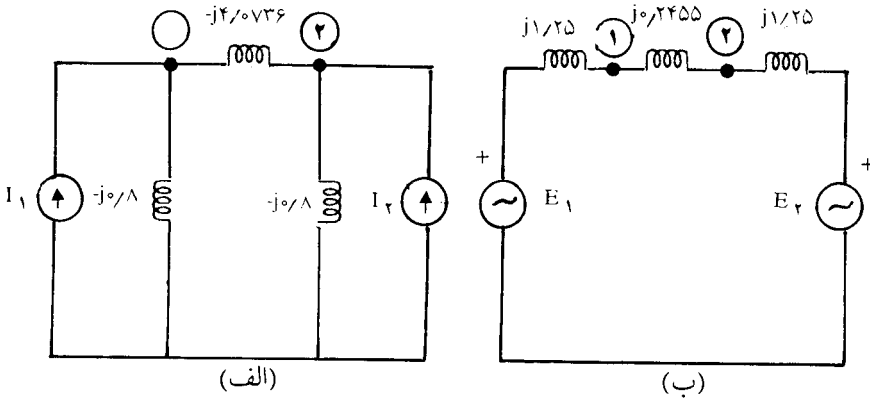 -j۴/۰۷۳۶
۲
I۱
-j۰/۸
-j۰/۸
I۲
(الف)
j۱/۲۵
۱
j۰/۲۴۵۵
۲
j۱/۲۵
+
E۱
E۲
+
(ب)